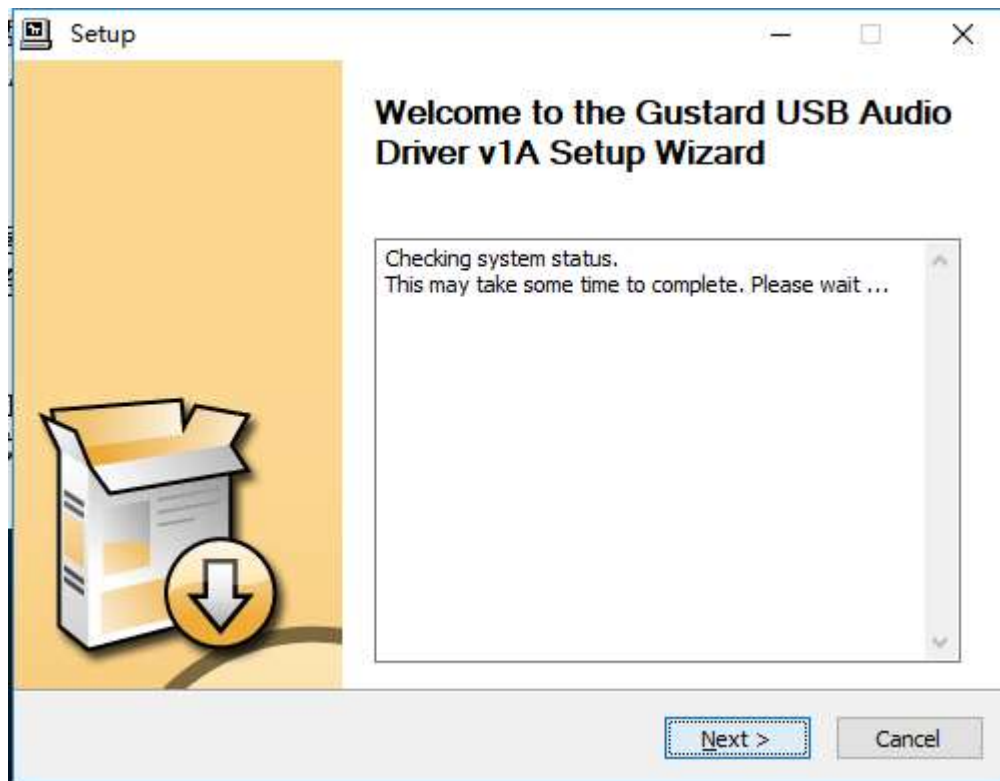 Setup
Welcome to the Gustard USB Audio
Driver v1A Setup Wizard
Checking system status.
This may take some time to complete. Please wait ...
Next >
Cancel